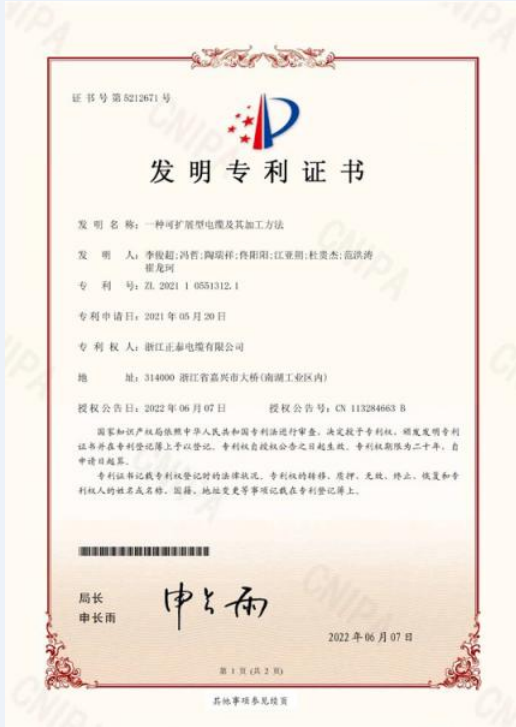 证书号第5212671号
发明专利证书
发明名称：一种可扩展型电缆及其加工方法
发明人：李俊超;冯哲;陶瑞祥;佟阳阳;江亚朋;杜贵杰;范洪涛
崔龙珂
专利号：ZL 2021 1 0551312.1
专利申请日：2021年05月20日
专利权人：浙江正泰电缆有限公司
地址：314000 浙江省嘉兴市大桥(南湖工业区内)
授权公告日：2022年06月07日 授权公告号：CN 113284663 B
国家知识产权局依照中华人民共和国专利法进行审查，决定授予专利权，颁发发明专利
证书并在专利登记簿上予以登记。专利权自授权公告之日起生效。专利权期限为二十年，自
申请日起算。
专利证书记载专利权登记时的法律状况。专利权的转移、质押、无效、终止、恢复和专
利权人的姓名或名称、国籍、地址变更等事项记载在专利登记簿上。
局长
申长雨
申长雨
2022年06月07日
第 1 页 (共 2 页)
其他事项参见续页
CNIPA